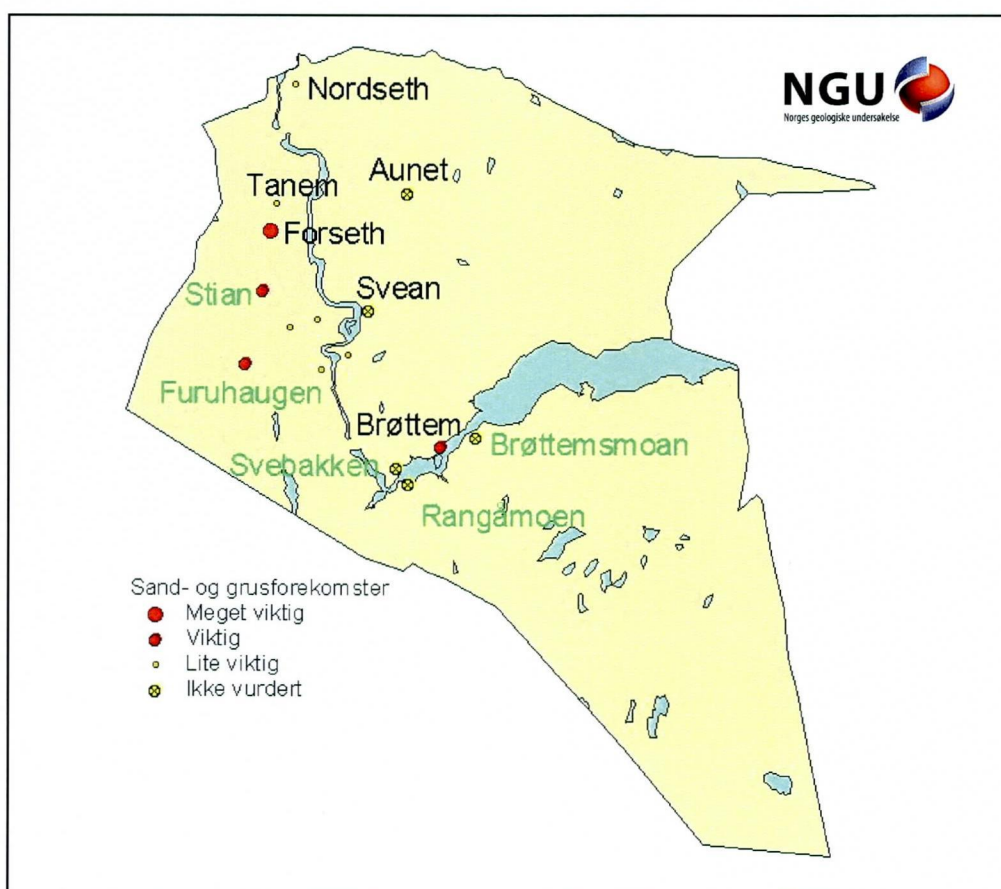 NGU
Norges geologiske undersøkelse
Nordseth
Aunet
Tanem
Forseth
Stian
Svean
Furuhaugen
Brøttem
Brøttemsmoan
Svebakken
Rangåmoen
Sand- og grusforekomster
Meget viktig
Viktig
Lite viktig
Ikke vurdert